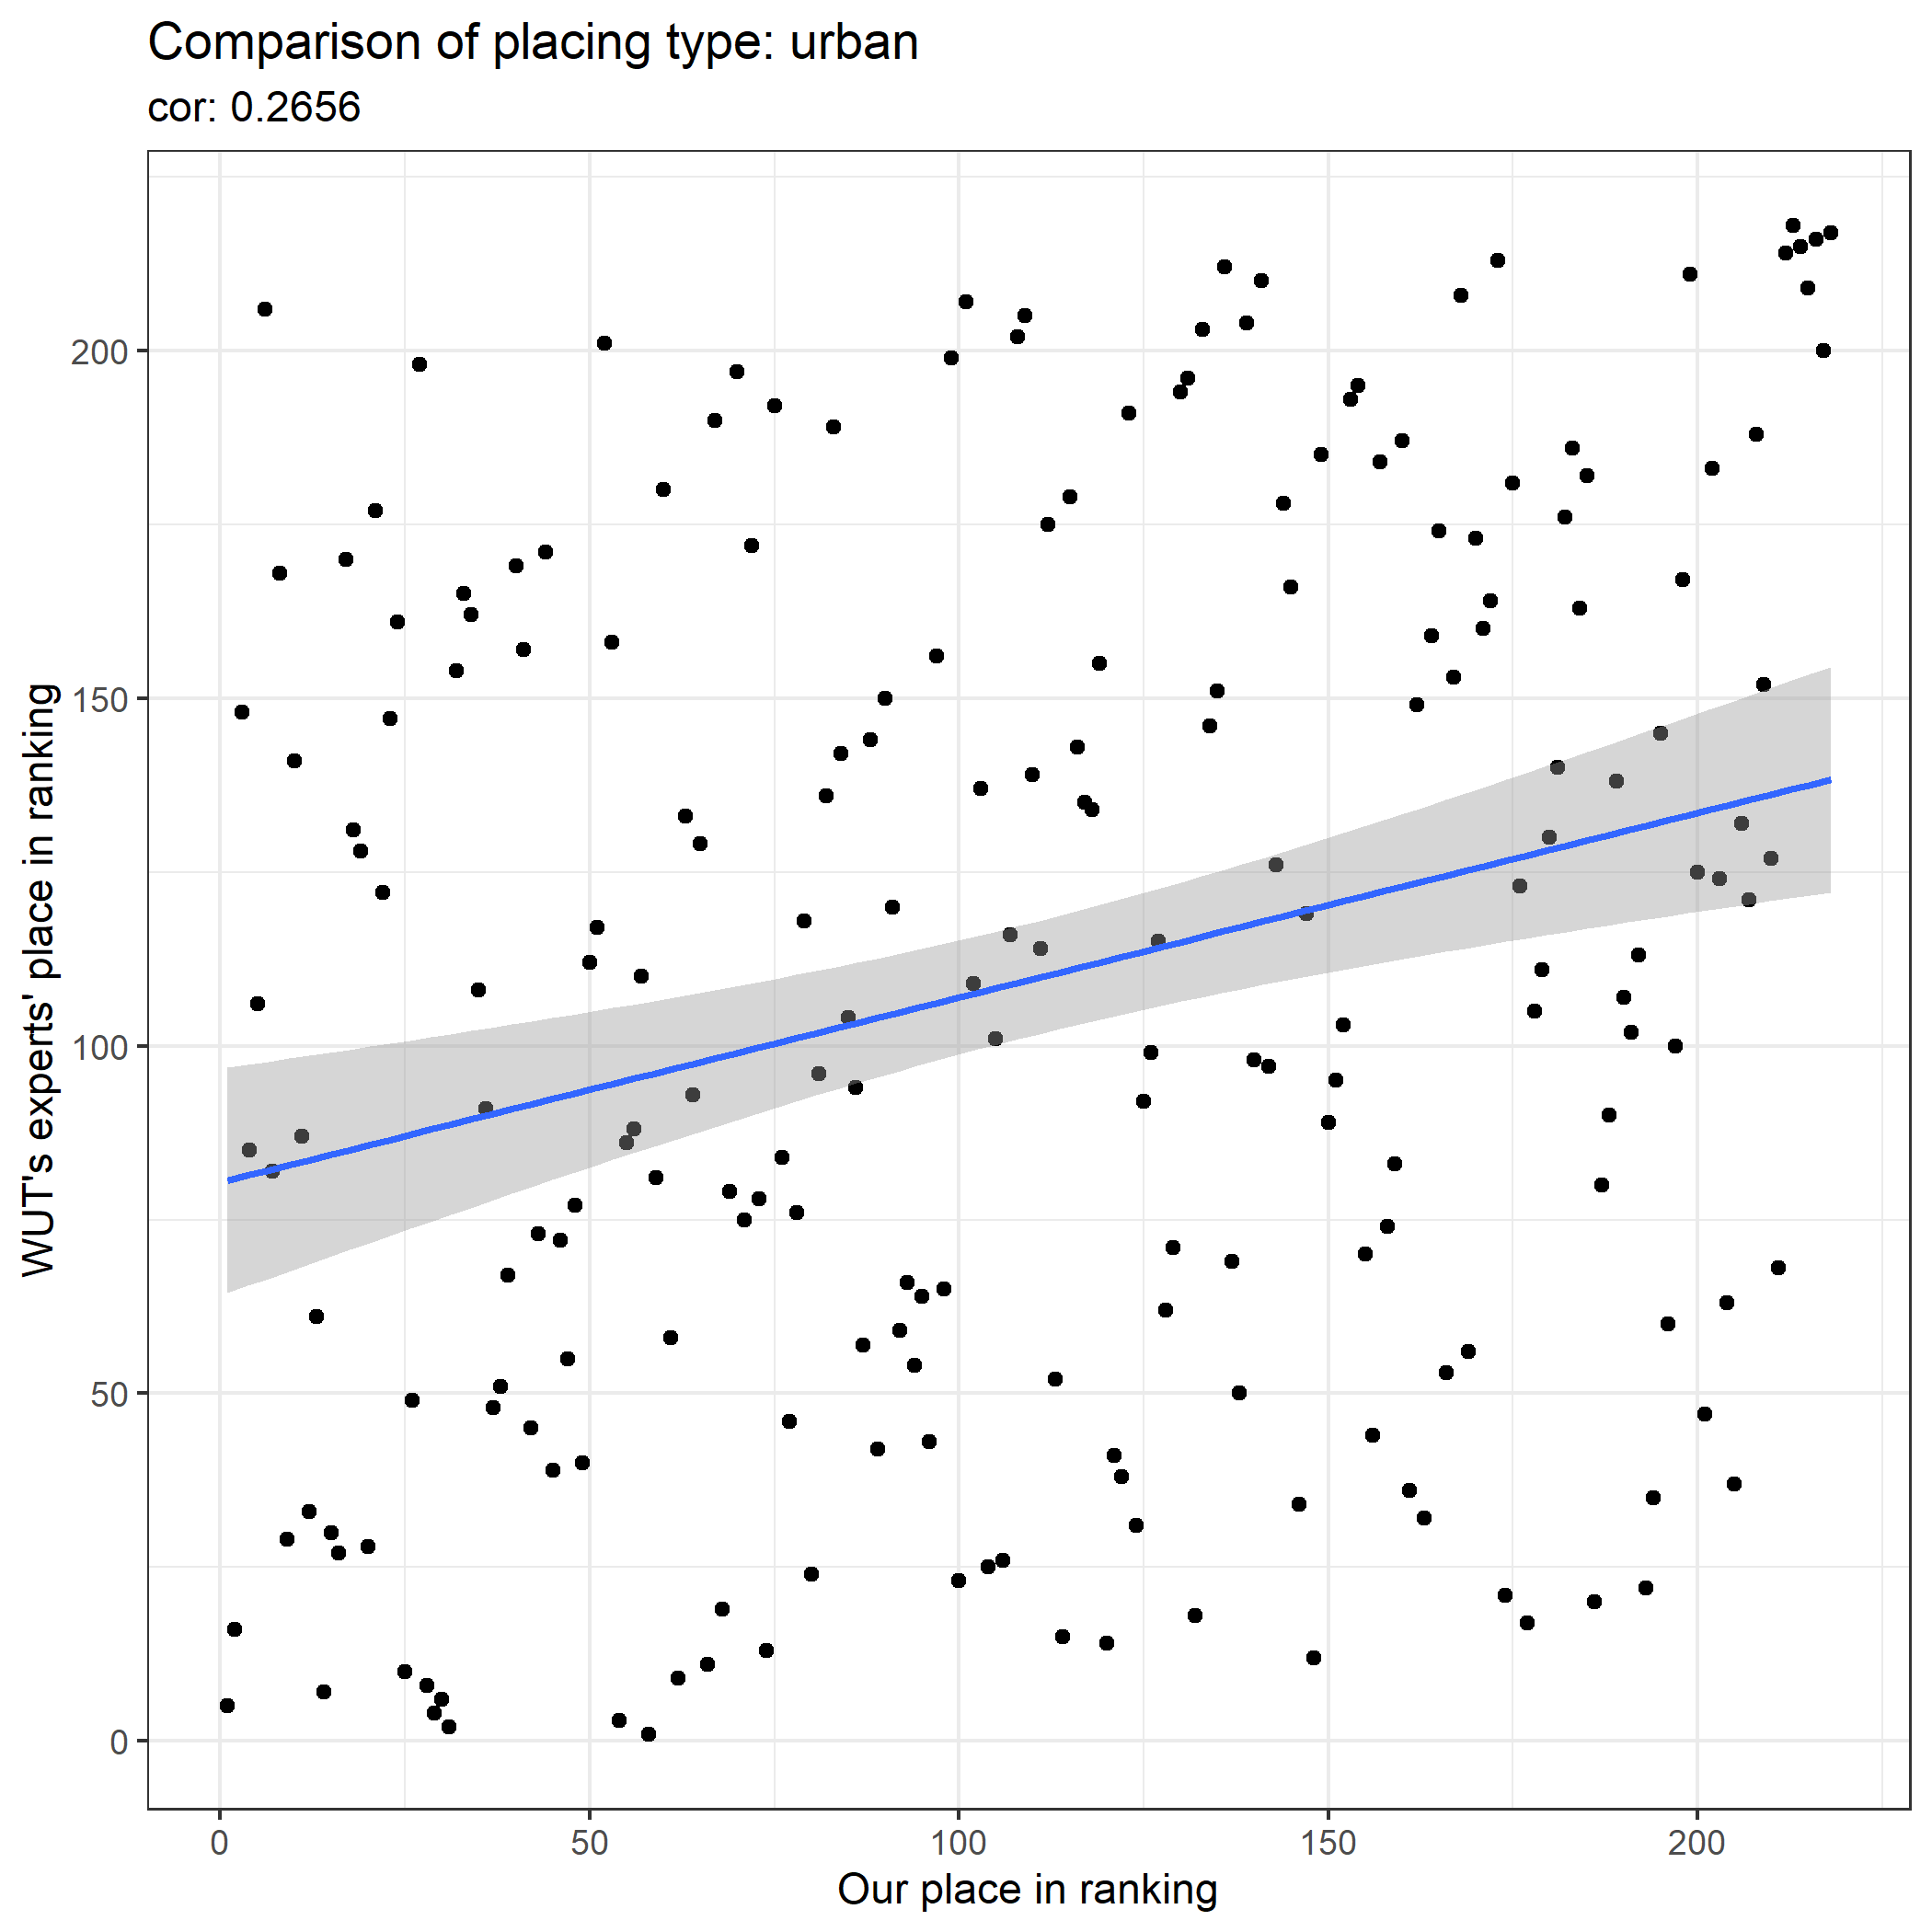 Comparison of placing type: urban
cor: 0.2656
WUT's experts' place in ranking
200
150
100
50
0
0 50 100 150 200
Our place in ranking